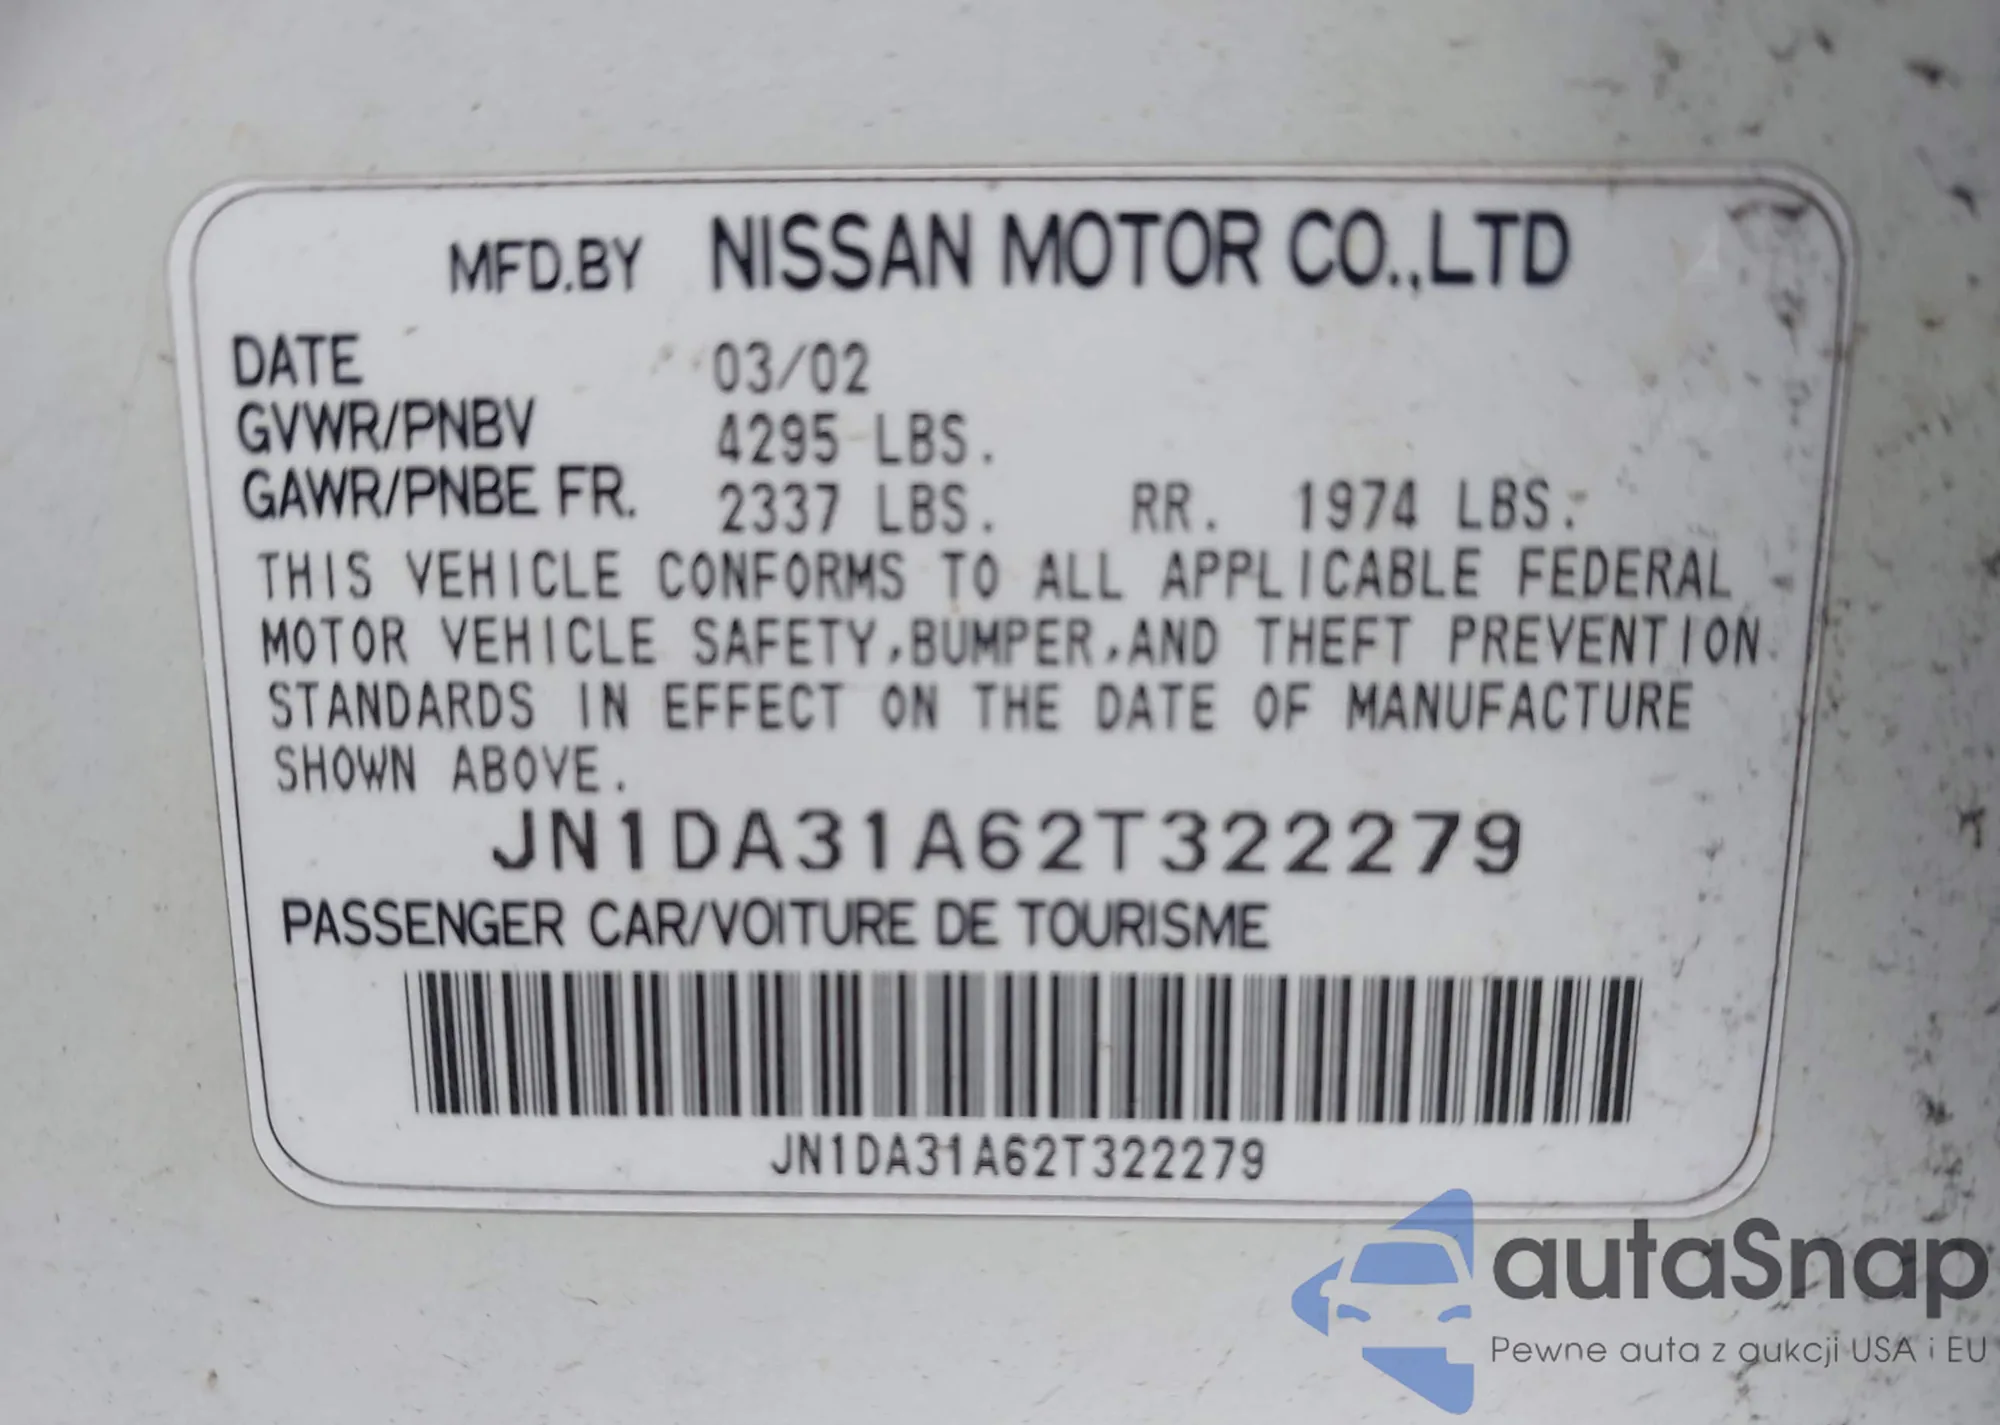 MFD.BY NISSAN MOTOR CO.,LTD
DATE 03/02
GVWR/PNBV 4295 LBS.
GAWR/PNBE FR. 2337 LBS. RR. 1974 LBS.
THIS VEHICLE CONFORMS TO ALL APPLICABLE FEDERAL
MOTOR VEHICLE SAFETY,BUMPER,AND THEFT PREVENTION
STANDARDS IN EFFECT ON THE DATE OF MANUFACTURE
SHOWN ABOVE.
JN1DA31A62T322279
PASSENGER CAR/VOITURE DE TOURISME
JN1DA31A62T322279
autaSnap
Pewne auta z aukcji USA i EU